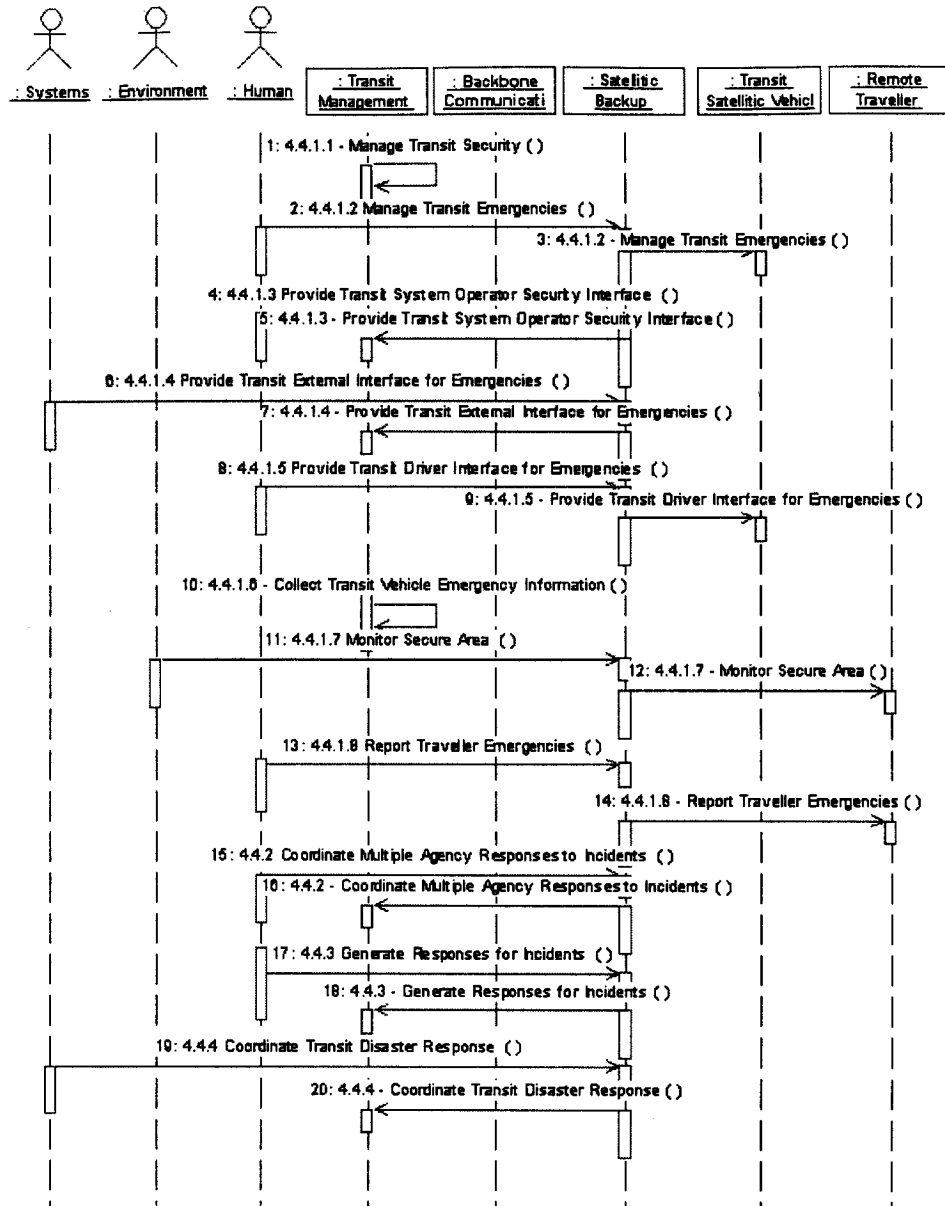 : Systems
: Environment
: Human
: Transit
Management
: Backbone
Communicati
: Satellitic
Backup
: Transit
Satellitic Vehicl
: Remote
Traveller
1: 4.4.1.1 - Manage Transit Security ( )
2: 4.4.1.2 Manage Transit Emergencies ( )
3: 4.4.1.2 - Manage Transit Emergencies ( )
4: 4.4.1.3 Provide Transit System Operator Security Interface ( )
5: 4.4.1.3 - Provide Transit System Operator Security Interface ( )
6: 4.4.1.4 Provide Transit External Interface for Emergencies ( )
7: 4.4.1.4 - Provide Transit External Interface for Emergencies ( )
8: 4.4.1.5 Provide Transit Driver Interface for Emergencies ( )
9: 4.4.1.5 - Provide Transit Driver Interface for Emergencies ( )
10: 4.4.1.6 - Collect Transit Vehicle Emergency Information ( )
11: 4.4.1.7 Monitor Secure Area ( )
12: 4.4.1.7 - Monitor Secure Area ( )
13: 4.4.1.8 Report Traveller Emergencies ( )
14: 4.4.1.8 - Report Traveller Emergencies ( )
15: 4.4.2 Coordinate Multiple Agency Responses to Incidents ( )
16: 4.4.2 - Coordinate Multiple Agency Responses to Incidents ( )
17: 4.4.3 Generate Responses for Incidents ( )
18: 4.4.3 - Generate Responses for Incidents ( )
19: 4.4.4 Coordinate Transit Disaster Response ( )
20: 4.4.4 - Coordinate Transit Disaster Response ( )